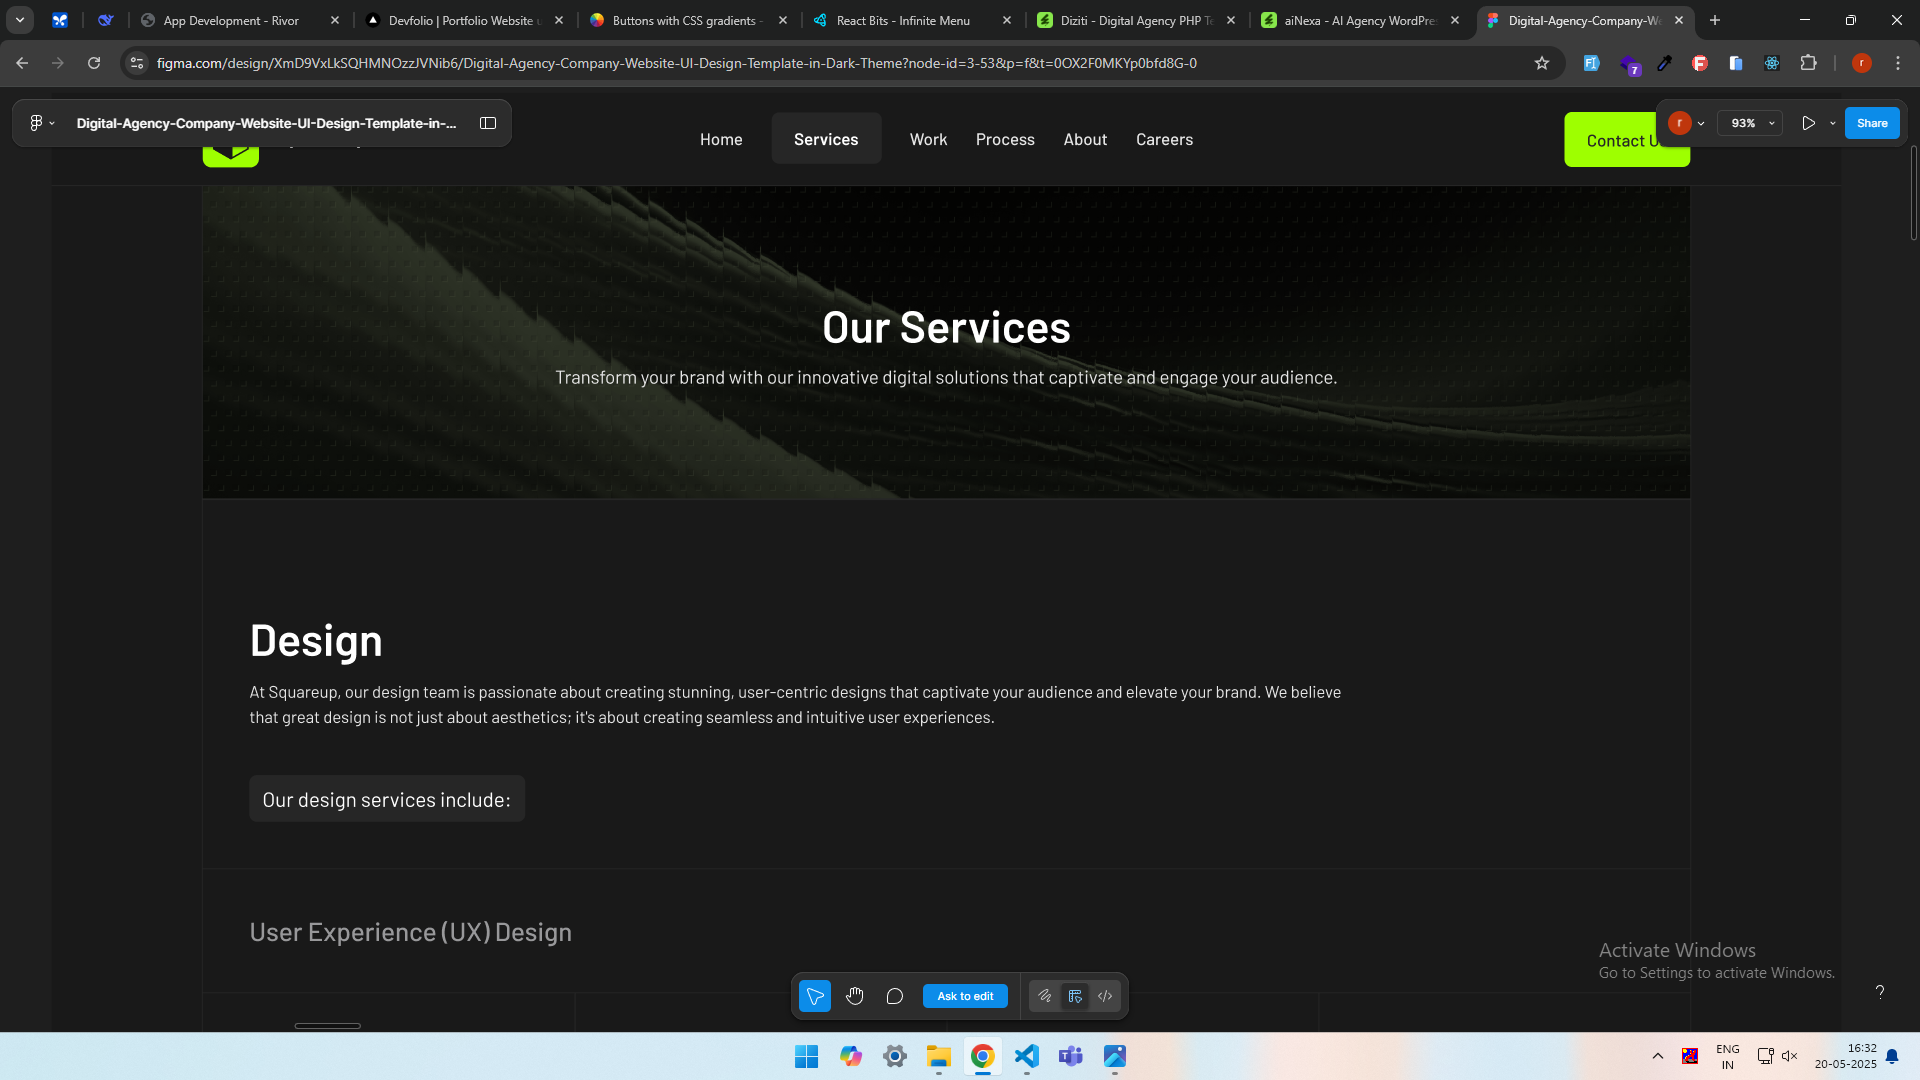 App Development - Rivor
Devfolio | Portfolio Website u
Buttons with CSS gradients -
React Bits - Infinite Menu
Diziti - Digital Agency PHP Te
aiNexa - AI Agency WordPre
Digital-Agency-Company-We
figma.com/design/XmD9VxLkSQHMNOzzJVNib6/Digital-Agency-Company-Website-UI-Design-Template-in-Dark-Theme?node-id=3-53&p=f&t=0OX2F0MKYp0bfd8G-0
7
r
Digital-Agency-Company-Website-UI-Design-Template-in-...
Home
Services
Work
Process
About
Careers
Contact U
r
93%
Share
Our Services
Transform your brand with our innovative digital solutions that captivate and engage your audience.
Design
At Squareup, our design team is passionate about creating stunning, user-centric designs that captivate your audience and elevate your brand. We believe
that great design is not just about aesthetics; it's about creating seamless and intuitive user experiences.
Our design services include:
User Experience (UX) Design
Activate Windows
Go to Settings to activate Windows.
Ask to edit
?
ENG
IN
16:32
20-05-2025